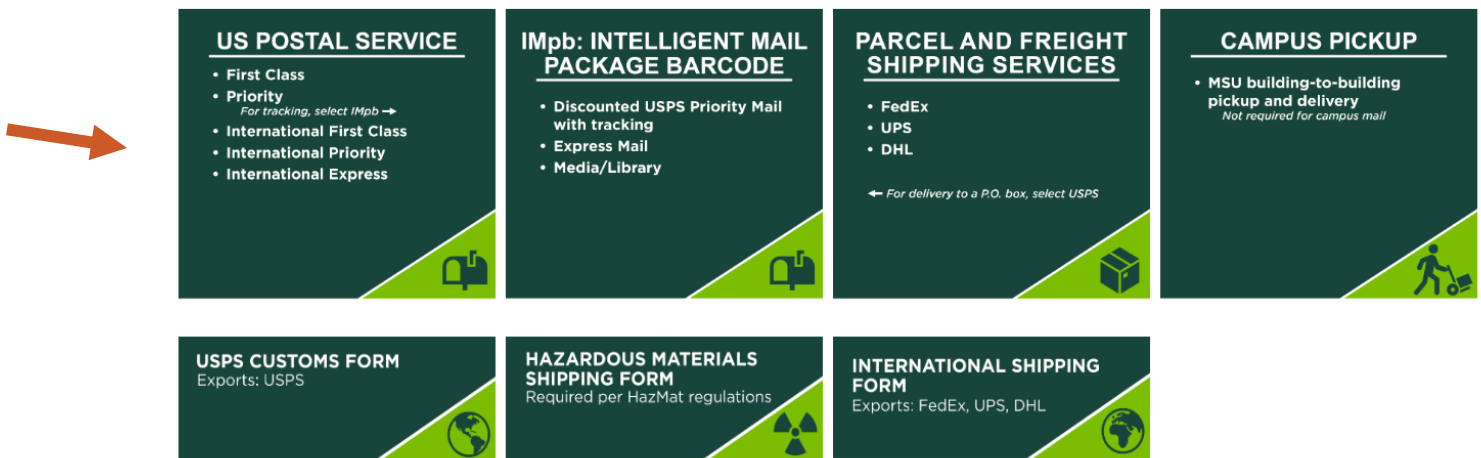 US POSTAL SERVICE
• First Class
• Priority
For tracking, select IMpb →
• International First Class
• International Priority
• International Express
IMpb: INTELLIGENT MAIL
PACKAGE BARCODE
• Discounted USPS Priority Mail
with tracking
• Express Mail
• Media/Library
PARCEL AND FREIGHT
SHIPPING SERVICES
• FedEx
• UPS
• DHL
← For delivery to a P.O. box, select USPS
CAMPUS PICKUP
• MSU building-to-building
pickup and delivery
Not required for campus mail
USPS CUSTOMS FORM
Exports: USPS
HAZARDOUS MATERIALS
SHIPPING FORM
Required per HazMat regulations
INTERNATIONAL SHIPPING
FORM
Exports: FedEx, UPS, DHL